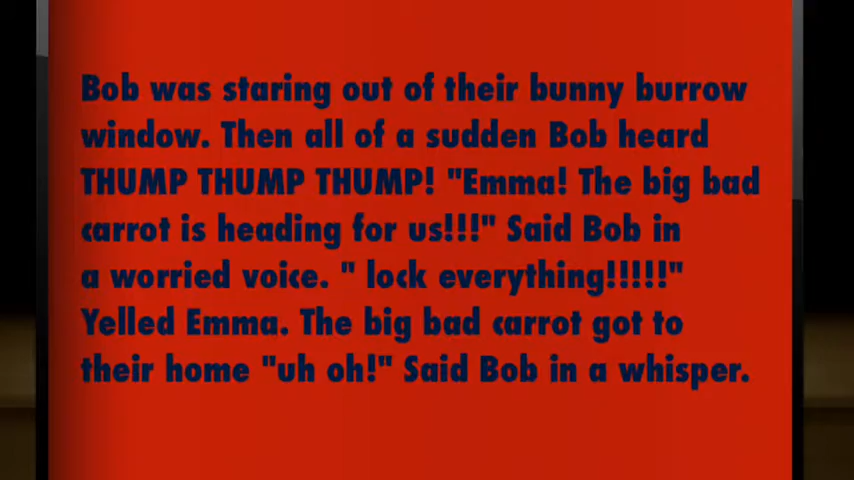 Bob was staring out of their bunny burrow
window. Then all of a sudden Bob heard
THUMP THUMP THUMP! "Emma! The big bad
carrot is heading for us!!!" Said Bob in
a worried voice. " lock everything!!!!!"
Yelled Emma. The big bad carrot got to
their home "uh oh!" Said Bob in a whisper.